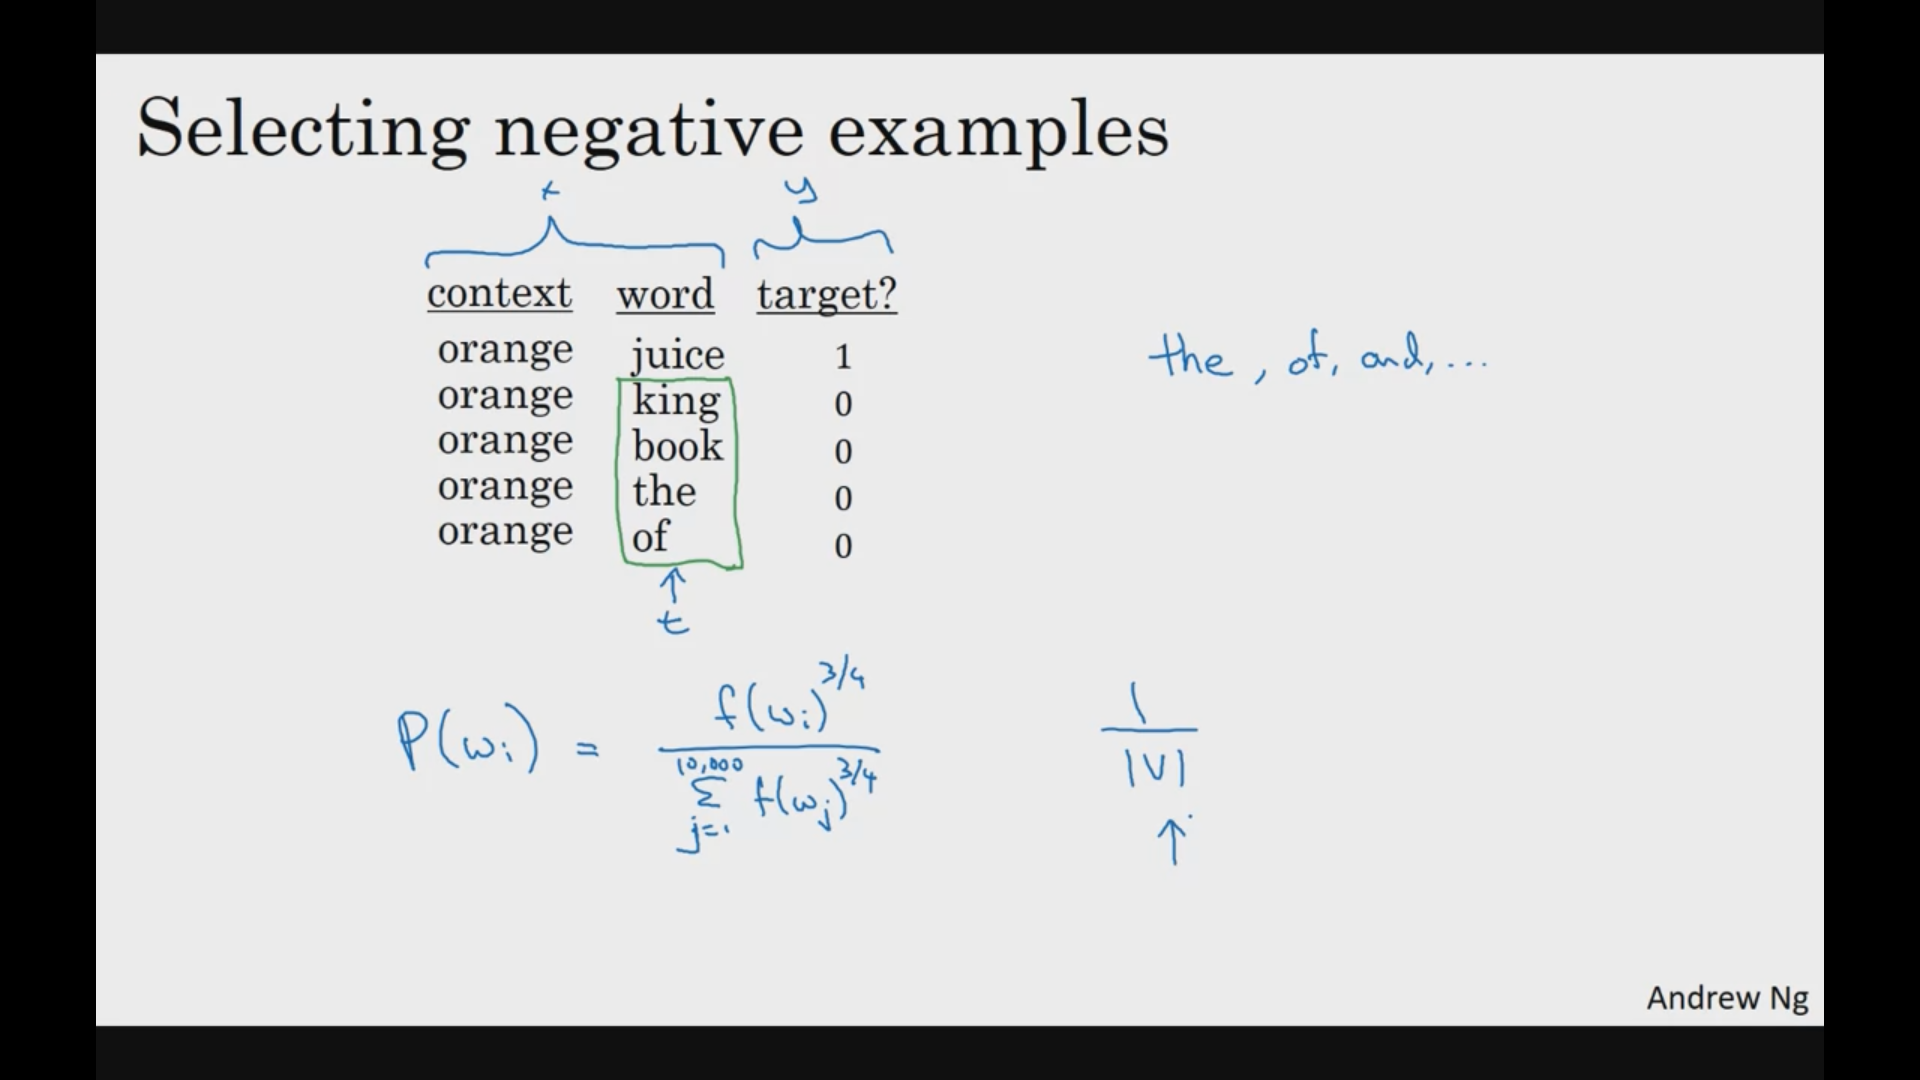 Selecting negative examples
x y
context word target?
orange juice 1
orange king 0
orange book 0
orange the 0
orange of 0
the, of, and, ...
t
P(wᵢ) = f(wᵢ)^3/4
10,000
Σ f(wⱼ)^3/4
j=1
1
|V|
Andrew Ng